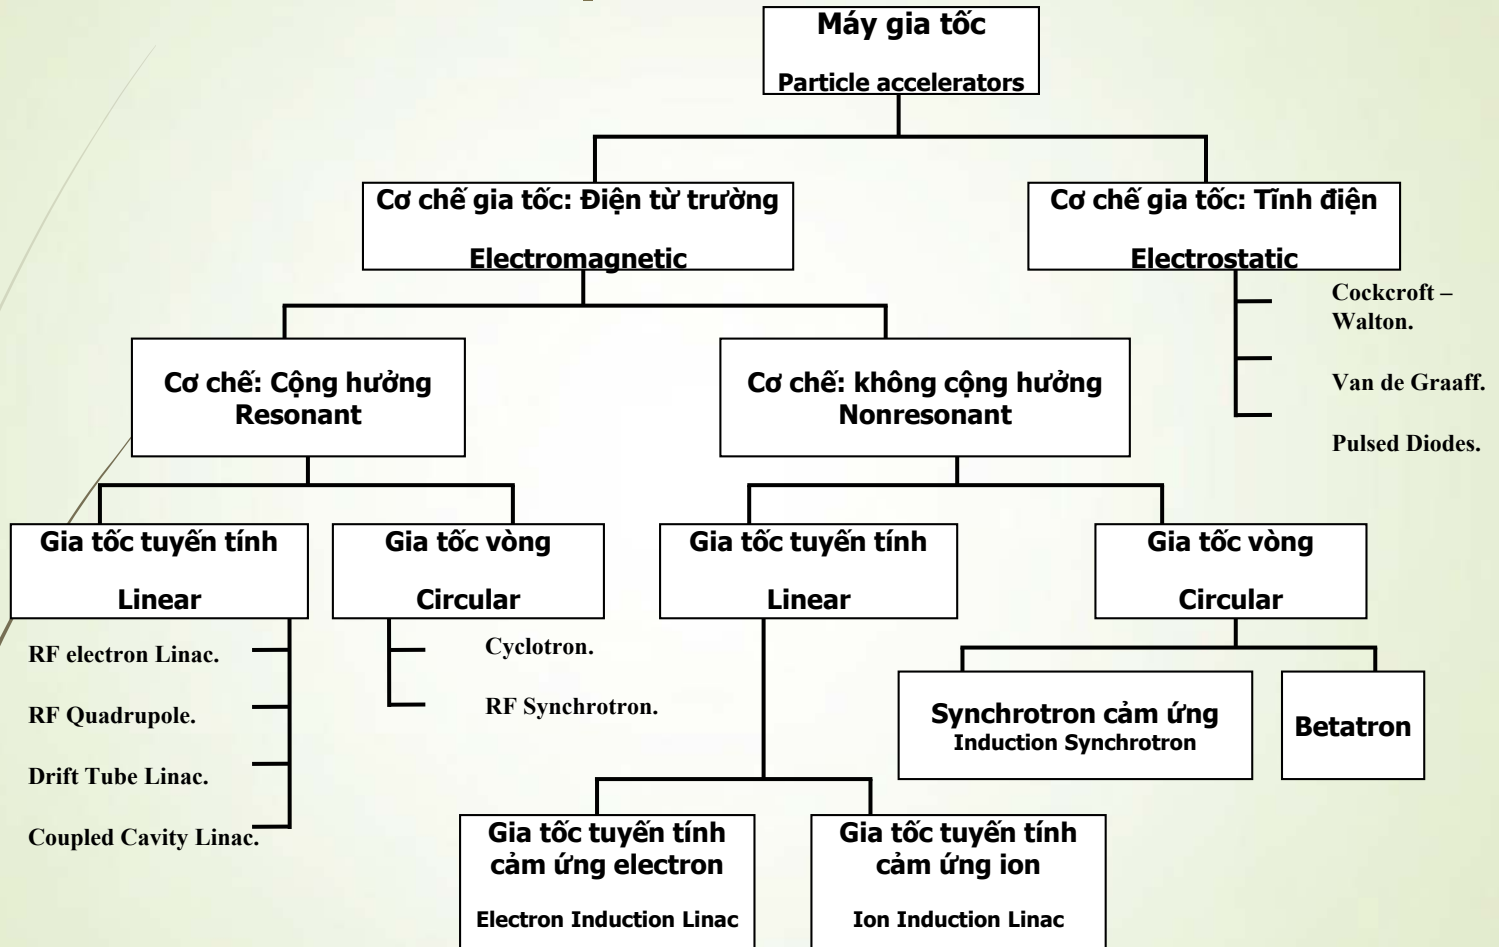 Máy gia tốc
Particle accelerators
Cơ chế gia tốc: Điện từ trường
Electromagnetic
Cơ chế gia tốc: Tĩnh điện
Electrostatic
Cockcroft –
Walton.
Van de Graaff.
Pulsed Diodes.
Cơ chế: Cộng hưởng
Resonant
Cơ chế: không cộng hưởng
Nonresonant
Gia tốc tuyến tính
Linear
Gia tốc vòng
Circular
Gia tốc tuyến tính
Linear
Gia tốc vòng
Circular
RF electron Linac.
RF Quadrupole.
Drift Tube Linac.
Coupled Cavity Linac.
Cyclotron.
RF Synchrotron.
Synchrotron cảm ứng
Induction Synchrotron
Betatron
Gia tốc tuyến tính
cảm ứng electron
Electron Induction Linac
Gia tốc tuyến tính
cảm ứng ion
Ion Induction Linac